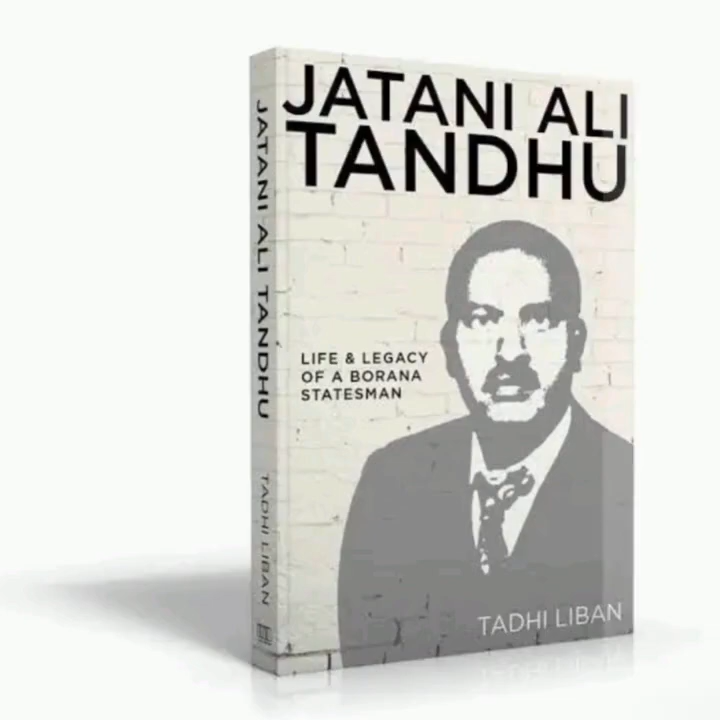 JATANI ALI TANDHU
TADHI LIBAN
JATANI ALI
TANDHU
LIFE & LEGACY
OF A BORANA
STATESMAN
TADHI LIBAN